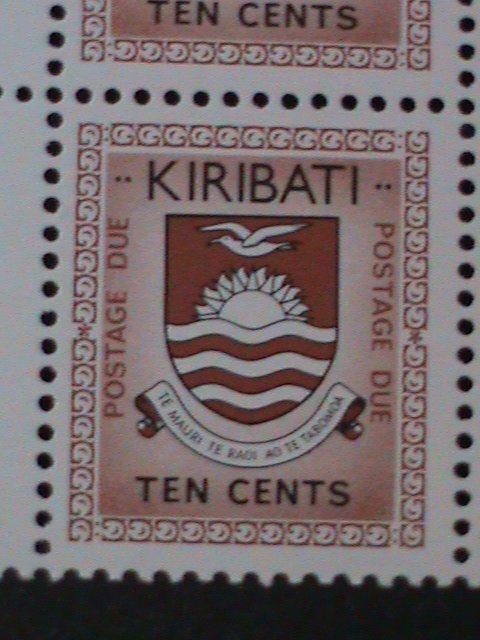 TEN CENTS
·· KIRIBATI ··
POSTAGE DUE
POSTAGE DUE
TE MAURI TE RAOI AO TE TABOMOA
TEN CENTS